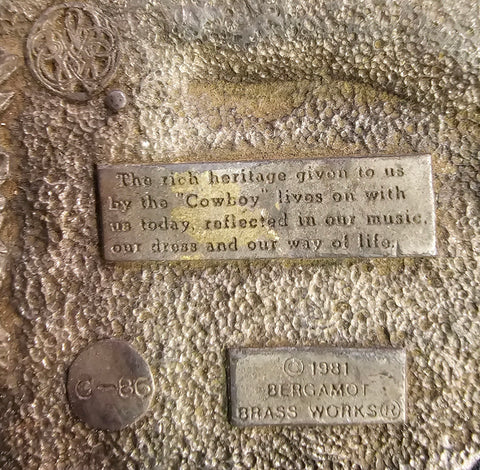 The rich heritage given to us
by the "Cowboy" lives on with
us today, reflected in our music,
our dress and our way of life.
C-86
© 1981
BERGAMOT
BRASS WORKS®